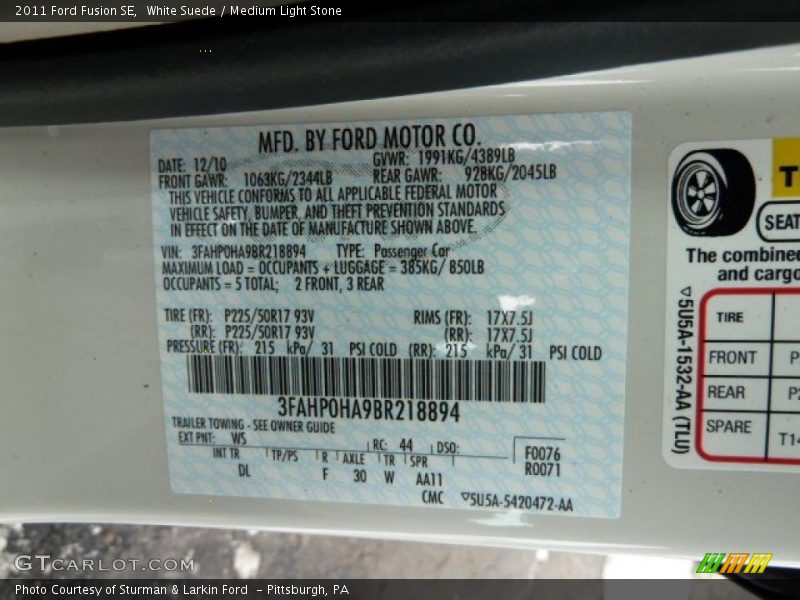 2011 Ford Fusion SE, White Suede / Medium Light Stone
MFD. BY FORD MOTOR CO.
DATE: 12/10 GVWR: 1991KG/4389LB
FRONT GAWR: 1063KG/2344LB REAR GAWR: 928KG/2045LB
THIS VEHICLE CONFORMS TO ALL APPLICABLE FEDERAL MOTOR
VEHICLE SAFETY, BUMPER, AND THEFT PREVENTION STANDARDS
IN EFFECT ON THE DATE OF MANUFACTURE SHOWN ABOVE.
VIN: 3FAHP0HA9BR218894 TYPE: Passenger Car
MAXIMUM LOAD = OCCUPANTS + LUGGAGE = 385KG/ 850LB
OCCUPANTS = 5 TOTAL; 2 FRONT, 3 REAR
TIRE (FR): P225/50R17 93V RIMS (FR): 17X7.5J
(RR): P225/50R17 93V (RR): 17X7.5J
PRESSURE (FR): 215 kPa/ 31 PSI COLD (RR): 215 kPa/ 31 PSI COLD
3FAHP0HA9BR218894
TRAILER TOWING - SEE OWNER GUIDE
EXT PNT: WS RC: 44 DSO:
INT TR TP/PS R AXLE TR SPR F0076
DL F 30 W AA11 R0071
CMC ▽5U5A-5420472-AA
T
SEAT
The combined
and cargo
▽5U5A-1532-AA (TLU)
TIRE
FRONT P
REAR P2
SPARE T14
GTCARLOT.COM
Photo Courtesy of Sturman & Larkin Ford - Pittsburgh, PA